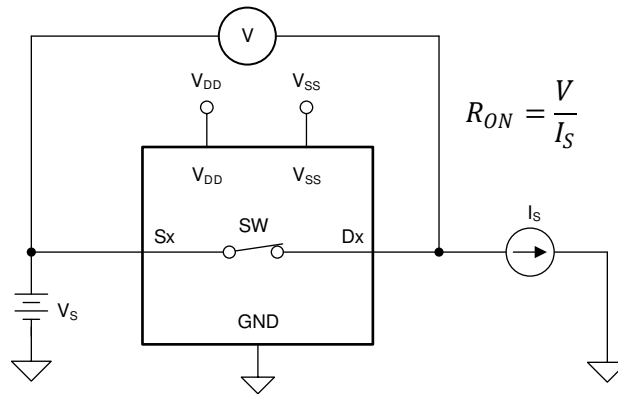 V
V_DD
V_SS
R_ON = V / I_S
V_DD
V_SS
I_S
Sx
SW
Dx
V_S
GND